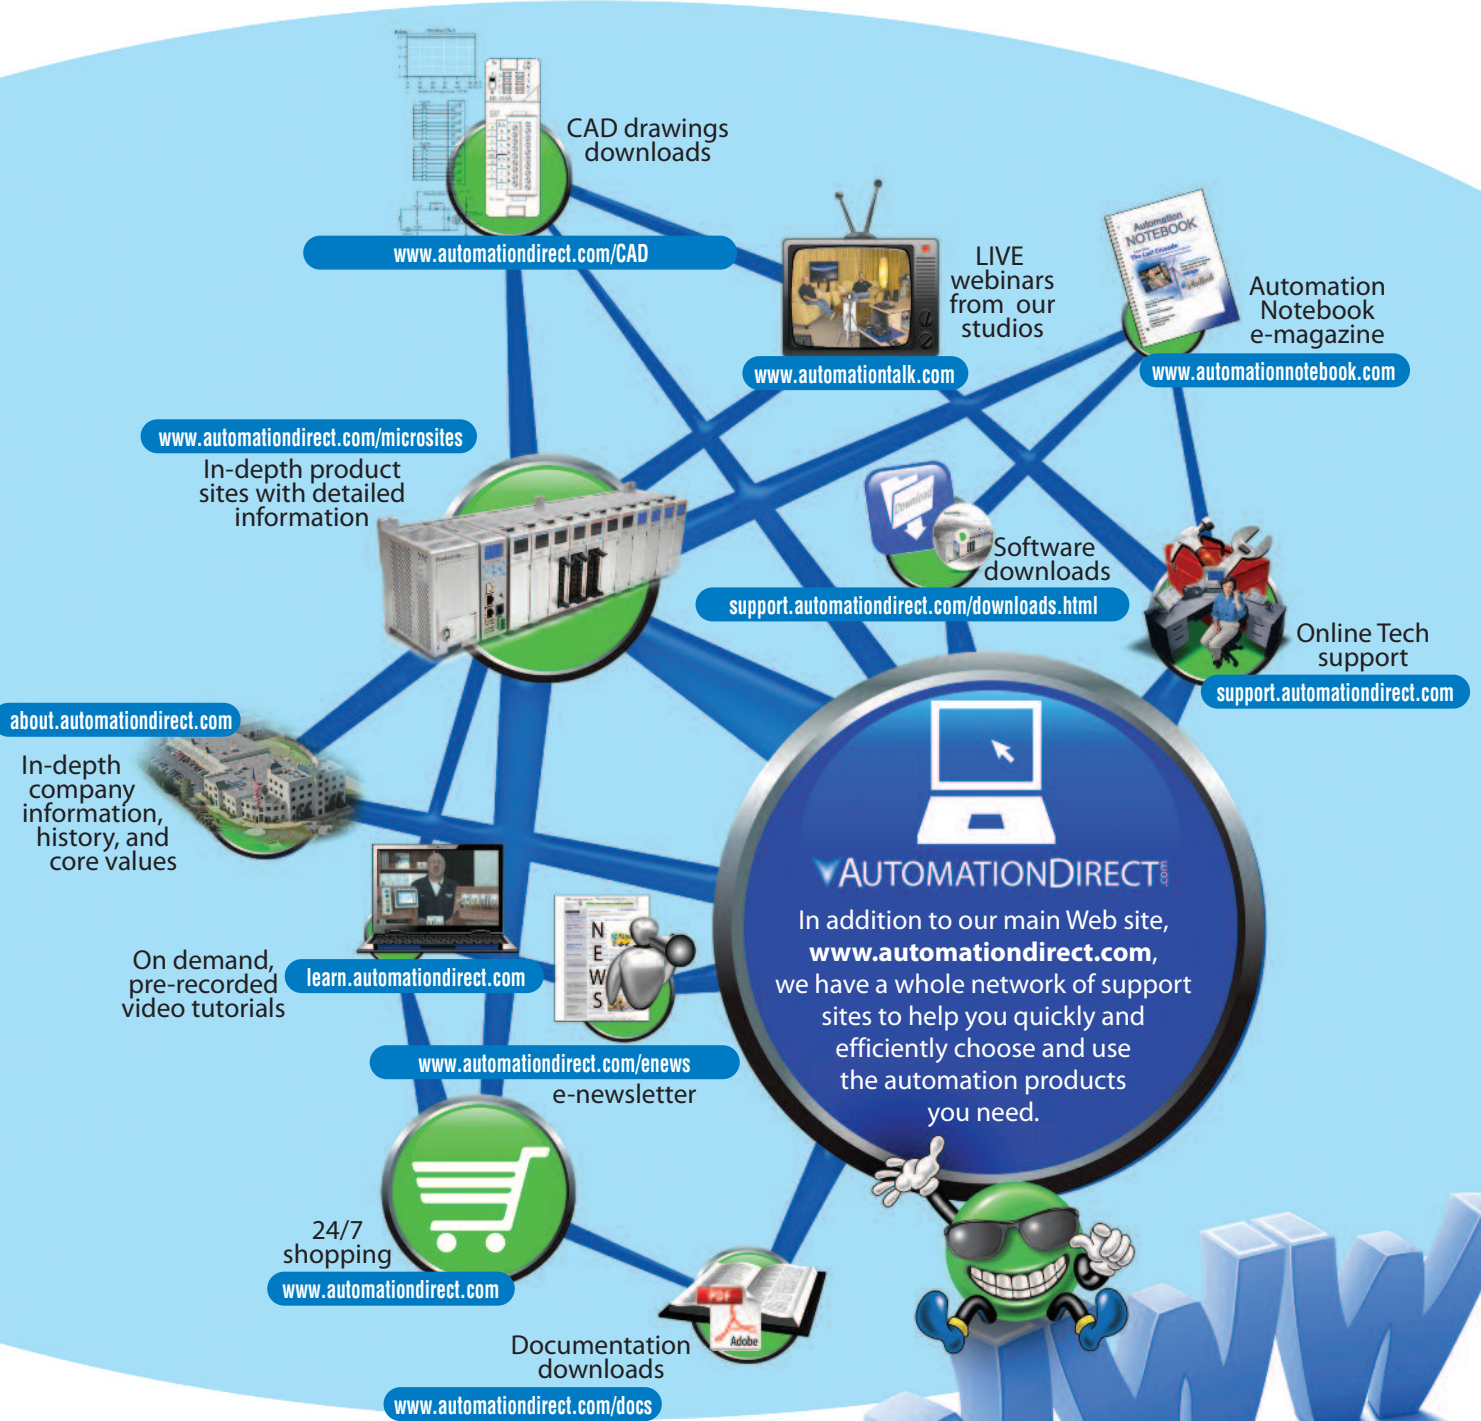 CAD drawings
downloads
www.automationdirect.com/CAD
LIVE
webinars
from our
studios
www.automationtalk.com
Automation
NOTEBOOK
The Last Crusade
Automation
Notebook
e-magazine
www.automationnotebook.com
www.automationdirect.com/microsites
In-depth product
sites with detailed
information
Download
Software
downloads
support.automationdirect.com/downloads.html
Online Tech
support
support.automationdirect.com
about.automationdirect.com
In-depth
company
information,
history, and
core values
On demand,
pre-recorded
video tutorials
learn.automationdirect.com
NEWS
www.automationdirect.com/enews
e-newsletter
AUTOMATIONDIRECT.com
In addition to our main Web site,
www.automationdirect.com,
we have a whole network of support
sites to help you quickly and
efficiently choose and use
the automation products
you need.
24/7
shopping
www.automationdirect.com
PDF
Adobe
Documentation
downloads
www.automationdirect.com/docs
WW